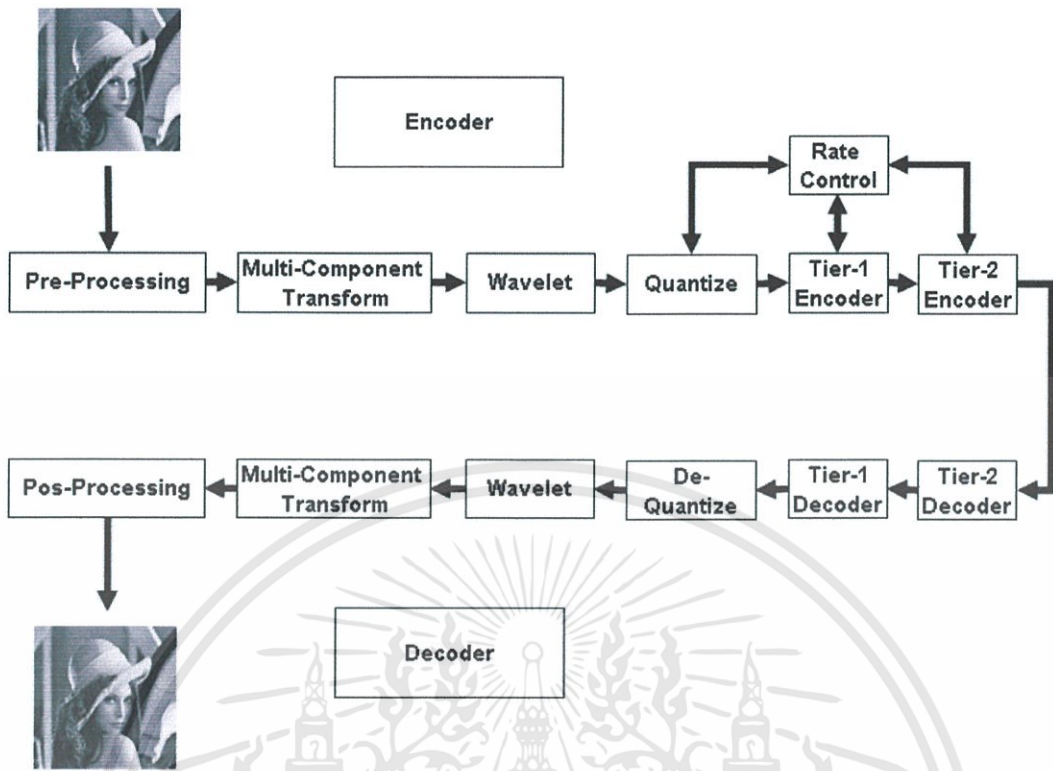 Encoder
Rate
Control
Pre-Processing
Multi-Component
Transform
Wavelet
Quantize
Tier-1
Encoder
Tier-2
Encoder
Pos-Processing
Multi-Component
Transform
Wavelet
De-
Quantize
Tier-1
Decoder
Tier-2
Decoder
Decoder